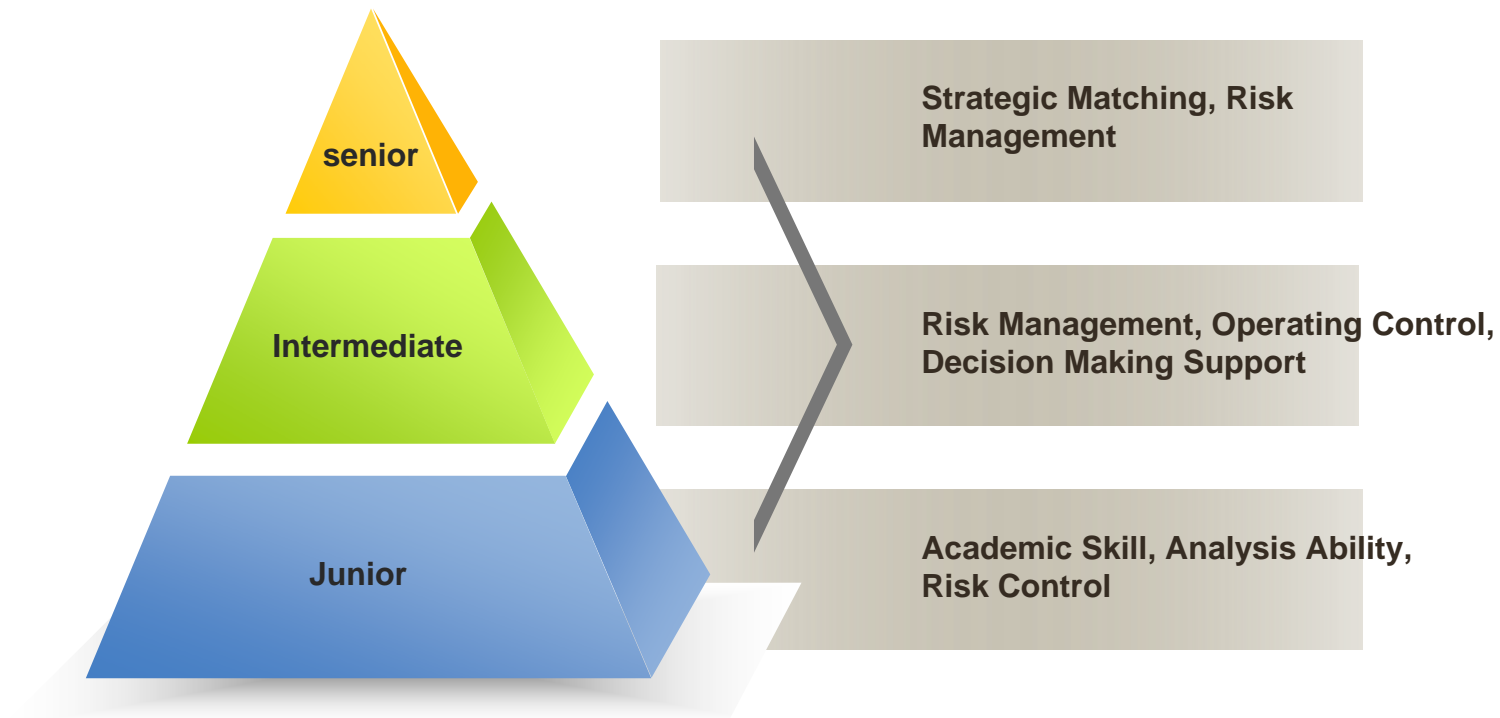 senior
Strategic Matching, Risk
Management
Intermediate
Risk Management, Operating Control,
Decision Making Support
Junior
Academic Skill, Analysis Ability,
Risk Control